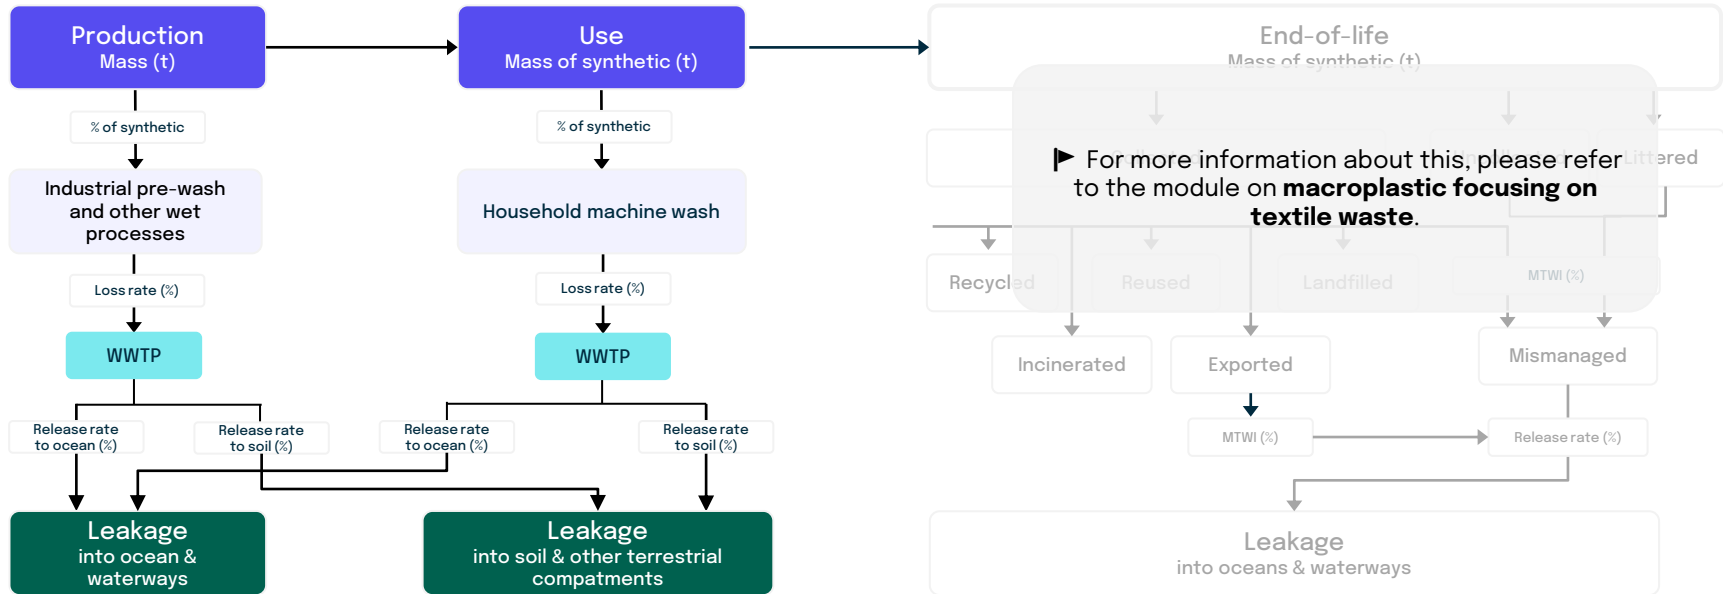 Production
Mass (t)
Use
Mass of synthetic (t)
End-of-life
Mass of synthetic (t)
% of synthetic
% of synthetic
Industrial pre-wash
and other wet
processes
Household machine wash
For more information about this, please refer
to the module on macroplastic focusing on
textile waste.
Littered
Loss rate (%)
Loss rate (%)
Recycled
Reused
Landfilled
MTWI (%)
WWTP
WWTP
Incinerated
Exported
Mismanaged
Release rate
to ocean (%)
Release rate
to soil (%)
Release rate
to ocean (%)
Release rate
to soil (%)
MTWI (%)
Release rate (%)
Leakage
into ocean &
waterways
Leakage
into soil & other terrestrial
compatments
Leakage
into oceans & waterways